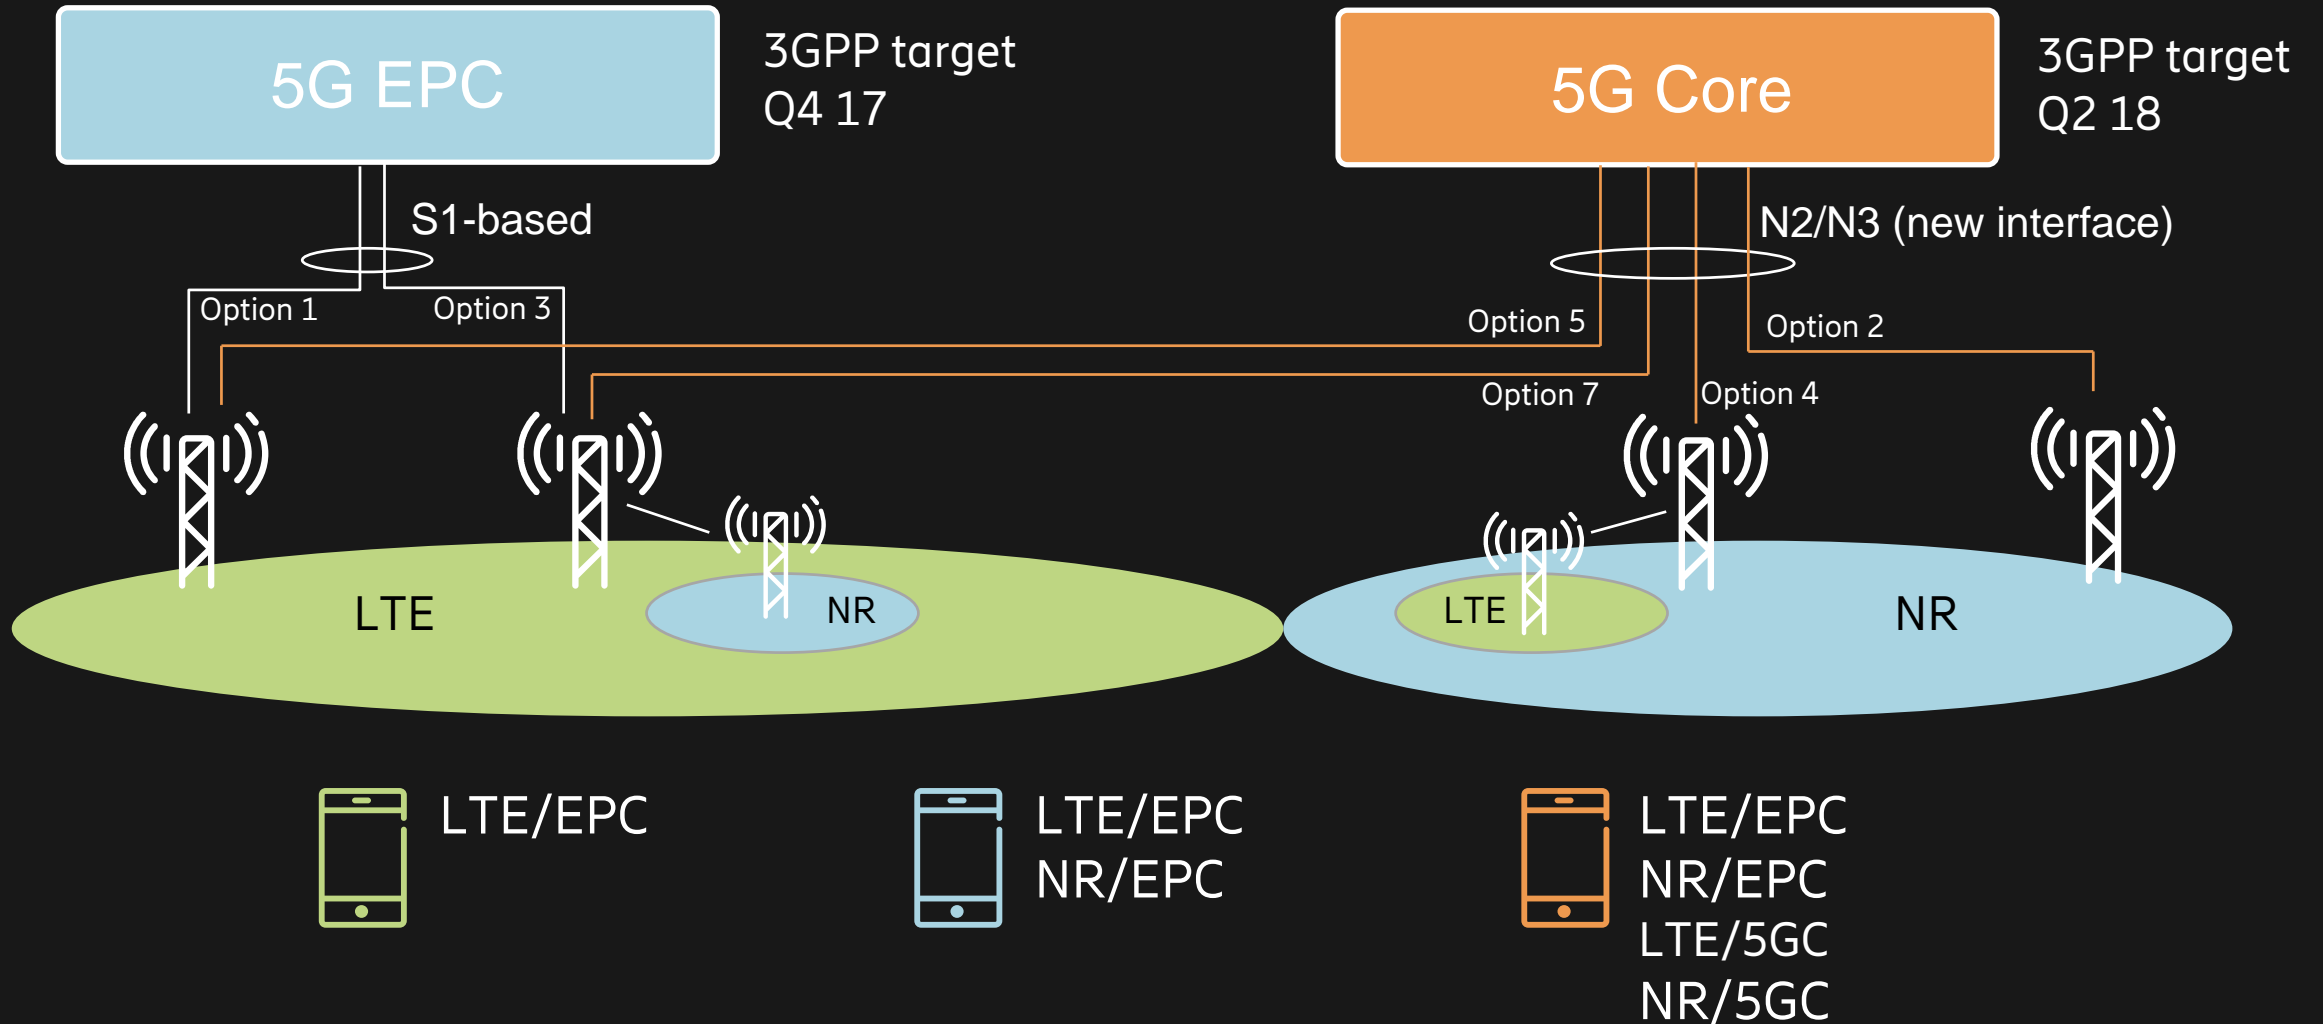 5G EPC
3GPP target
Q4 17
5G Core
3GPP target
Q2 18
S1-based
N2/N3 (new interface)
Option 1
Option 3
Option 5
Option 2
Option 7
Option 4
LTE
NR
LTE
NR
LTE/EPC
LTE/EPC
NR/EPC
LTE/EPC
NR/EPC
LTE/5GC
NR/5GC